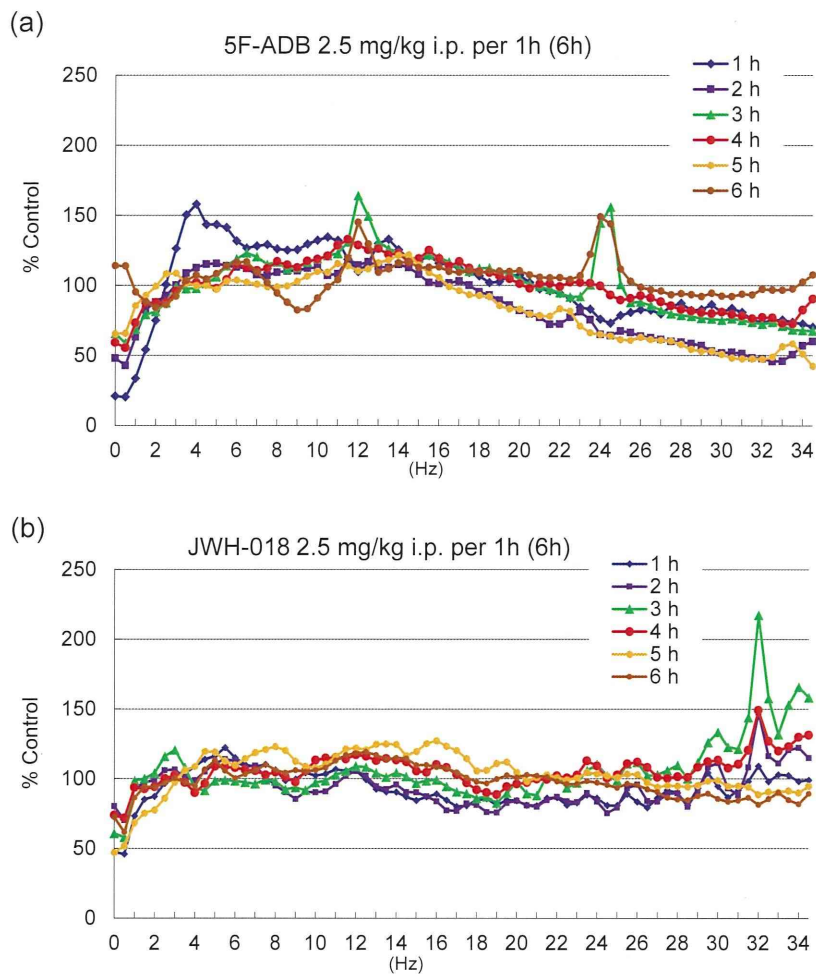 (a)
5F-ADB 2.5 mg/kg i.p. per 1h (6h)
250
200
150
100
50
0
% Control
1 h
2 h
3 h
4 h
5 h
6 h
0 2 4 6 8 10 12 14 16 18 20 22 24 26 28 30 32 34
(Hz)
(b)
JWH-018 2.5 mg/kg i.p. per 1h (6h)
250
200
150
100
50
0
% Control
1 h
2 h
3 h
4 h
5 h
6 h
0 2 4 6 8 10 12 14 16 18 20 22 24 26 28 30 32 34
(Hz)